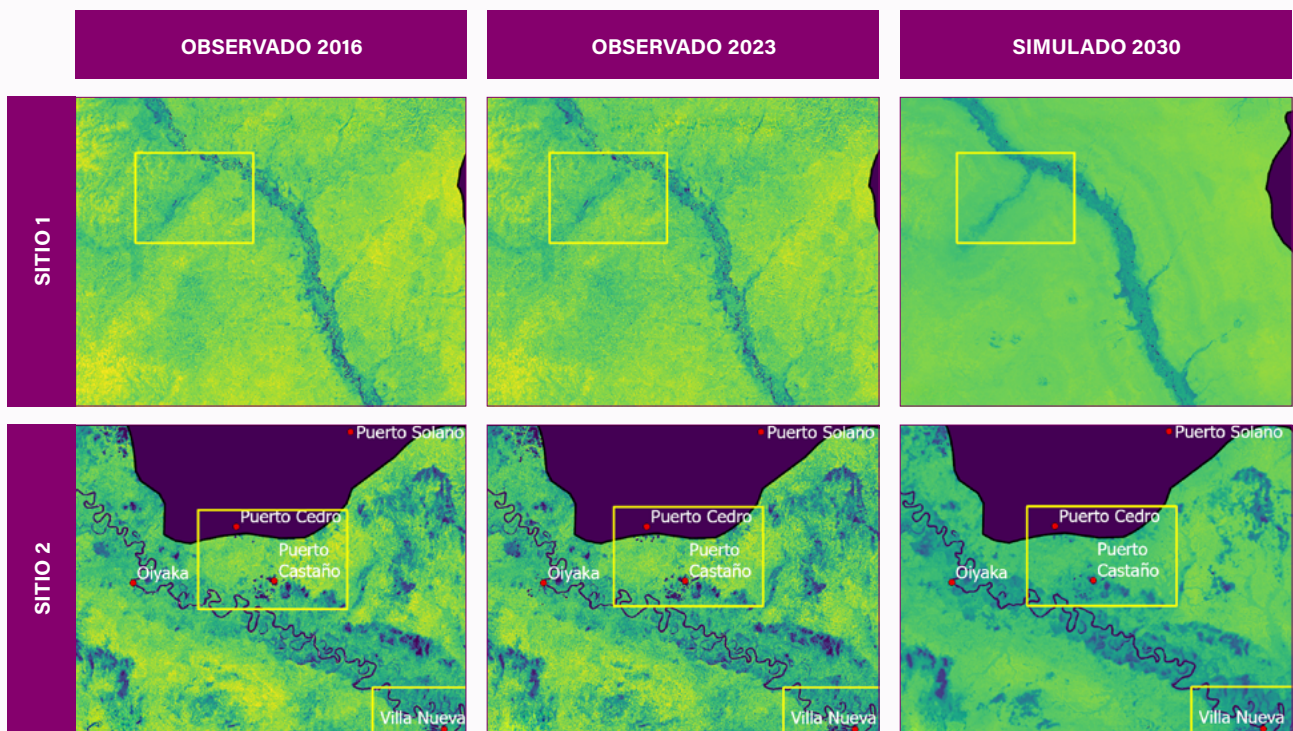 OBSERVADO 2016
OBSERVADO 2023
SIMULADO 2030
SITIO 1
SITIO 2
Puerto Solano
Puerto Cedro
Puerto
Castaño
Oiyaka
Villa Nueva
Puerto Solano
Puerto Cedro
Puerto
Castaño
Oiyaka
Villa Nueva
Puerto Solano
Puerto Cedro
Puerto
Castaño
Oiyaka
Villa Nueva